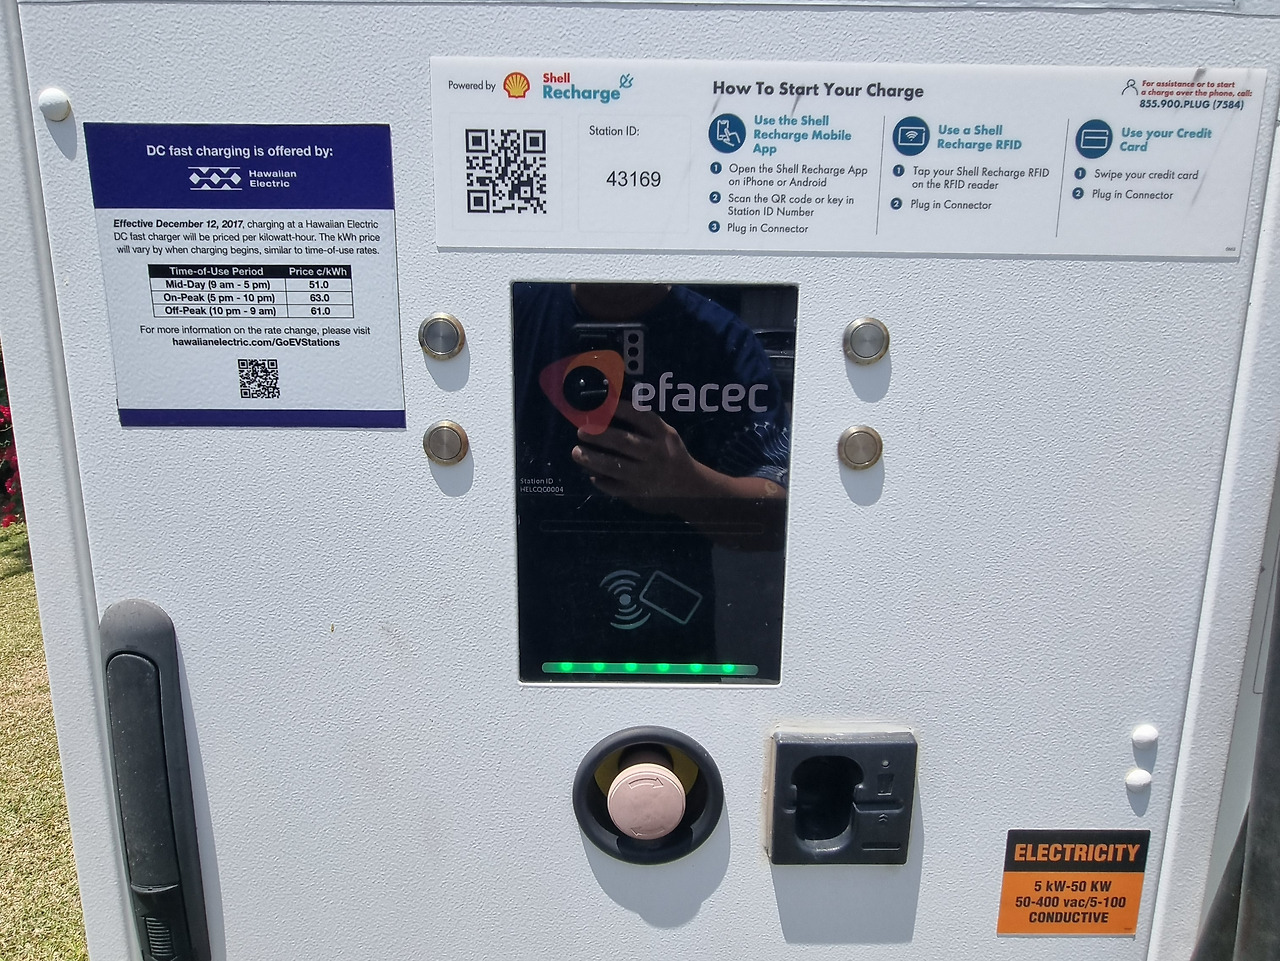 Powered by
Shell
Recharge
Station ID:
43169
How To Start Your Charge
Use the Shell
Recharge Mobile
App
1 Open the Shell Recharge App
on iPhone or Android
2 Scan the QR code or key in
Station ID Number
3 Plug in Connector
Use a Shell
Recharge RFID
1 Tap your Shell Recharge RFID
on the RFID reader
2 Plug in Connector
For assistance or to start
a charge over the phone, call:
855.900.PLUG (7584)
Use your Credit
Card
1 Swipe your credit card
2 Plug in Connector
DC fast charging is offered by:
Hawaiian
Electric
Effective December 12, 2017, charging at a Hawaiian Electric
DC fast charger will be priced per kilowatt-hour. The kWh price
will vary by when charging begins, similar to time-of-use rates.
Time-of-Use Period Price ¢/kWh
Mid-Day (9 am - 5 pm) 51.0
On-Peak (5 pm - 10 pm) 63.0
Off-Peak (10 pm - 9 am) 61.0
For more information on the rate change, please visit
hawaiianelectric.com/GoEVStations
efacec
Station ID
HELCQC0004
ELECTRICITY
5 kW-50 KW
50-400 vac/5-100
CONDUCTIVE